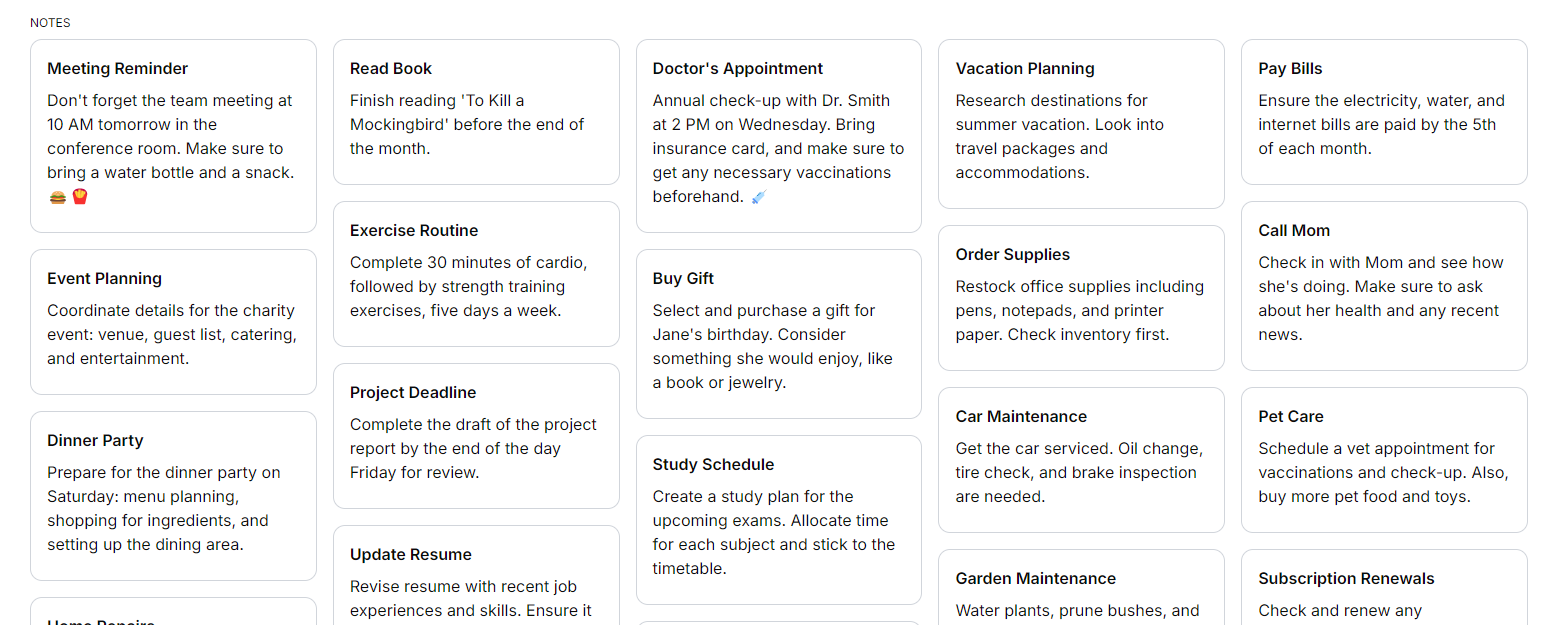 NOTES
Meeting Reminder
Don't forget the team meeting at
10 AM tomorrow in the
conference room. Make sure to
bring a water bottle and a snack.
🍔🍟
Event Planning
Coordinate details for the charity
event: venue, guest list, catering,
and entertainment.
Dinner Party
Prepare for the dinner party on
Saturday: menu planning,
shopping for ingredients, and
setting up the dining area.
Home Repairs
Read Book
Finish reading 'To Kill a
Mockingbird' before the end of
the month.
Exercise Routine
Complete 30 minutes of cardio,
followed by strength training
exercises, five days a week.
Project Deadline
Complete the draft of the project
report by the end of the day
Friday for review.
Update Resume
Revise resume with recent job
experiences and skills. Ensure it
Doctor's Appointment
Annual check-up with Dr. Smith
at 2 PM on Wednesday. Bring
insurance card, and make sure to
get any necessary vaccinations
beforehand. 💉
Buy Gift
Select and purchase a gift for
Jane's birthday. Consider
something she would enjoy, like
a book or jewelry.
Study Schedule
Create a study plan for the
upcoming exams. Allocate time
for each subject and stick to the
timetable.
Vacation Planning
Research destinations for
summer vacation. Look into
travel packages and
accommodations.
Order Supplies
Restock office supplies including
pens, notepads, and printer
paper. Check inventory first.
Car Maintenance
Get the car serviced. Oil change,
tire check, and brake inspection
are needed.
Garden Maintenance
Water plants, prune bushes, and
Pay Bills
Ensure the electricity, water, and
internet bills are paid by the 5th
of each month.
Call Mom
Check in with Mom and see how
she's doing. Make sure to ask
about her health and any recent
news.
Pet Care
Schedule a vet appointment for
vaccinations and check-up. Also,
buy more pet food and toys.
Subscription Renewals
Check and renew any